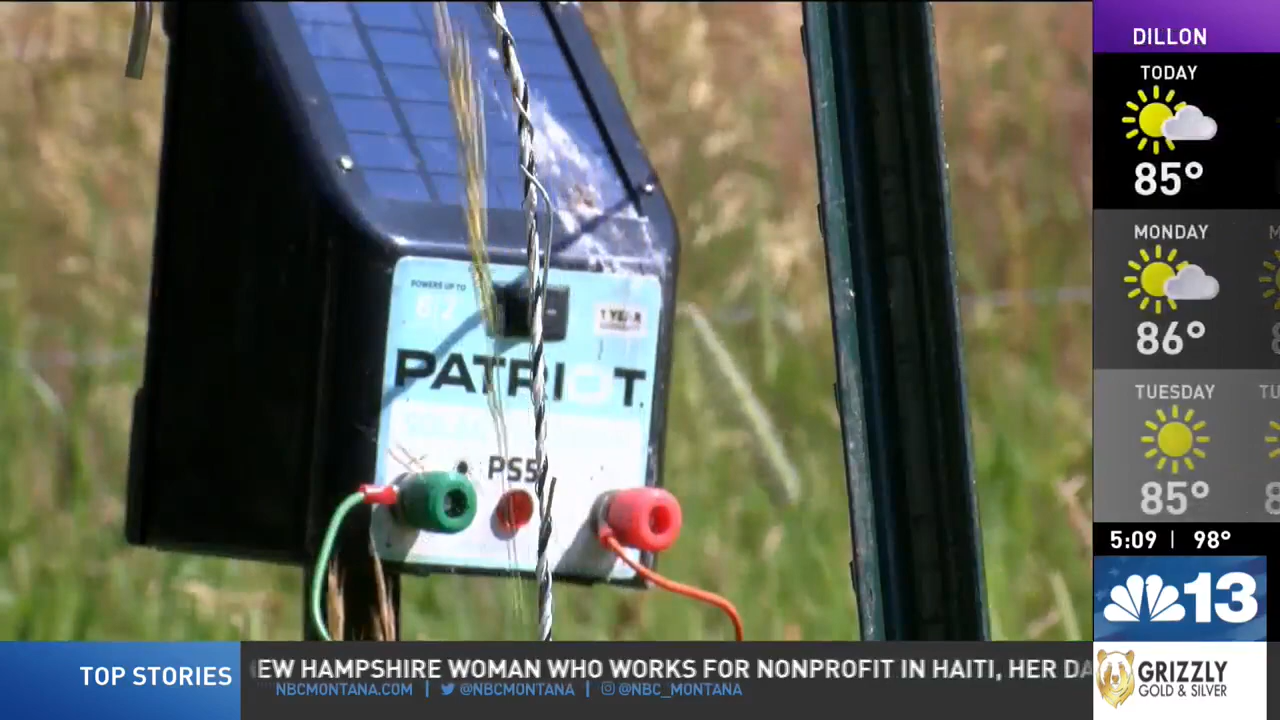 POWERS UP TO
1 YEAR
PATRIOT.
PS5
DILLON
TODAY
85°
MONDAY
86°
TUESDAY
85°
5:09 | 98°
13
GRIZZLY
GOLD & SILVER
TOP STORIES
EW HAMPSHIRE WOMAN WHO WORKS FOR NONPROFIT IN HAITI, HER DA
NBCMONTANA.COM | @NBCMONTANA | @NBC_MONTANA